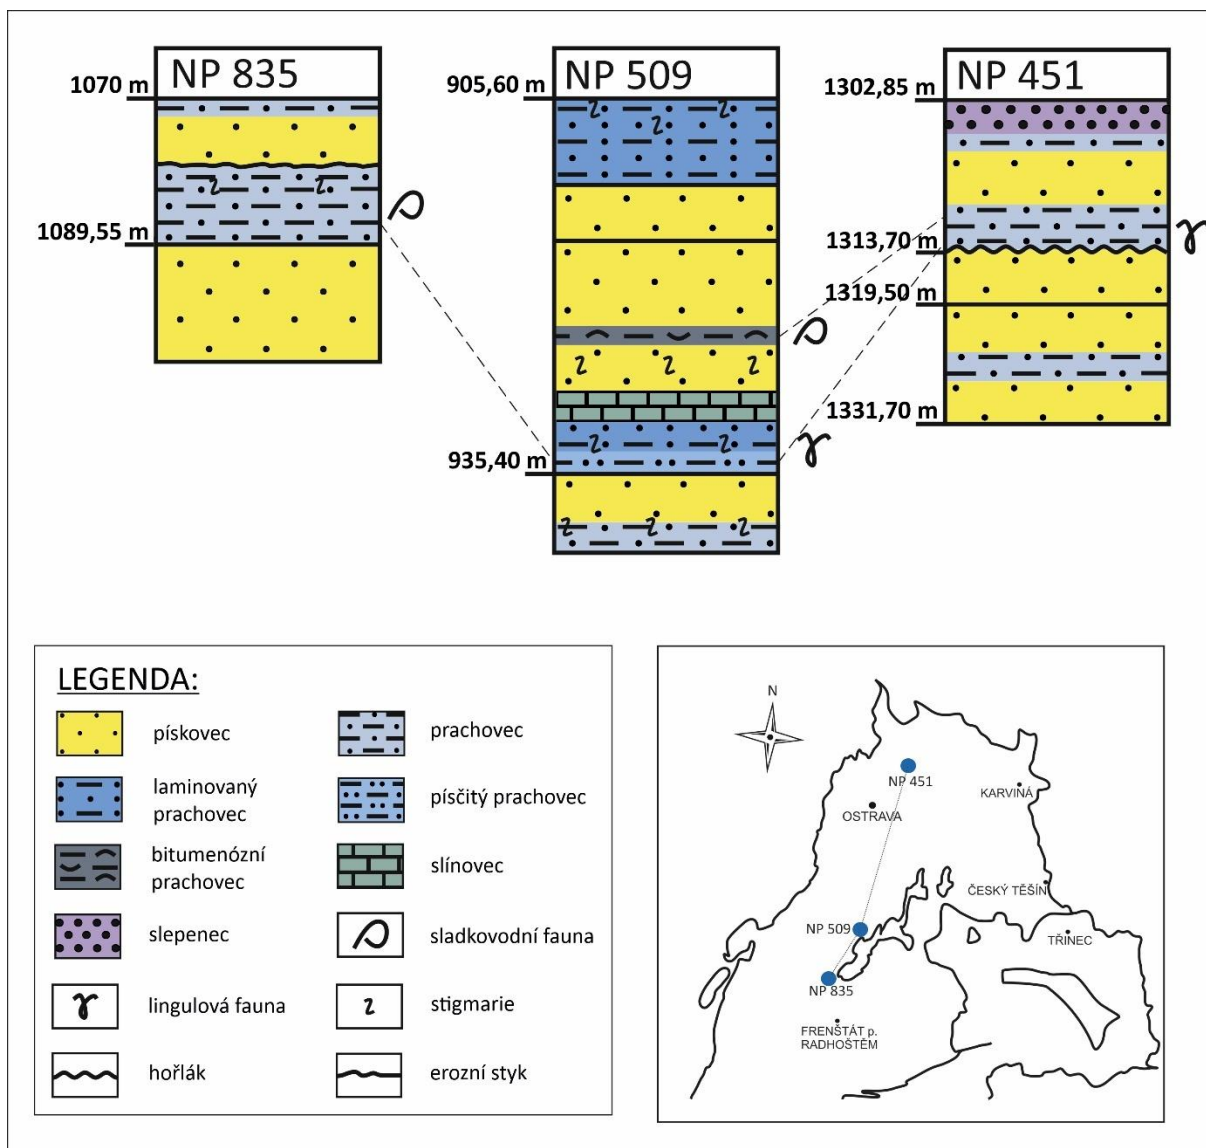 NP 835
1070 m
1089,55 m
NP 509
905,60 m
935,40 m
NP 451
1302,85 m
1313,70 m
1319,50 m
1331,70 m
LEGENDA:
pískovec
prachovec
laminovaný
prachovec
písčitý prachovec
bitumenózní
prachovec
slínovec
slepenec
sladkovodní fauna
lingulová fauna
stigmarie
hořlák
erozní styk
N
NP 451
OSTRAVA
KARVINÁ
ČESKÝ TĚŠÍN
NP 509
TŘINEC
NP 835
FRENŠTÁT p.
RADHOŠTĚM